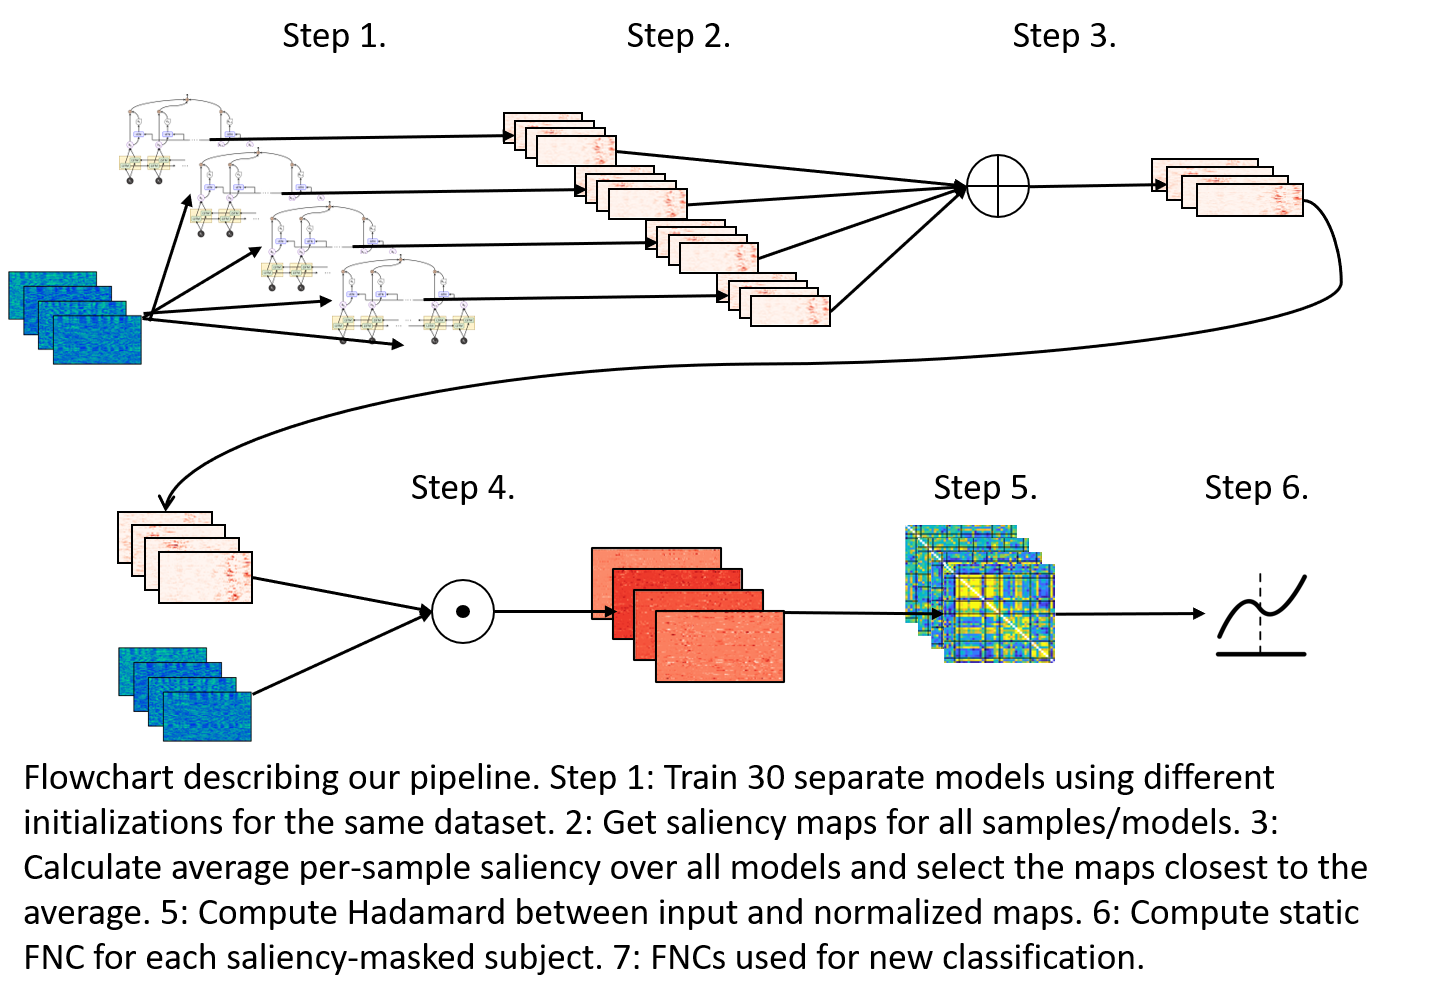 Step 1.
Step 2.
Step 3.
Step 4.
Step 5.
Step 6.
Flowchart describing our pipeline. Step 1: Train 30 separate models using different
initializations for the same dataset. 2: Get saliency maps for all samples/models. 3:
Calculate average per-sample saliency over all models and select the maps closest to the
average. 5: Compute Hadamard between input and normalized maps. 6: Compute static
FNC for each saliency-masked subject. 7: FNCs used for new classification.